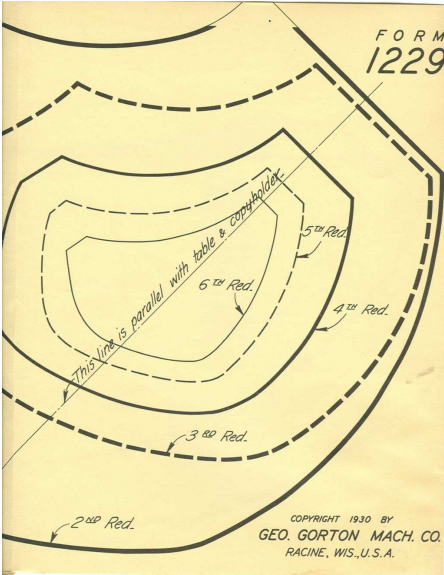 FORM
1229
This line is parallel with table & copyholder
5TH Red.
6TH Red.
4TH Red.
3RD Red.
2ND Red.
COPYRIGHT 1930 BY
GEO. GORTON MACH. CO.
RACINE, WIS., U.S.A.